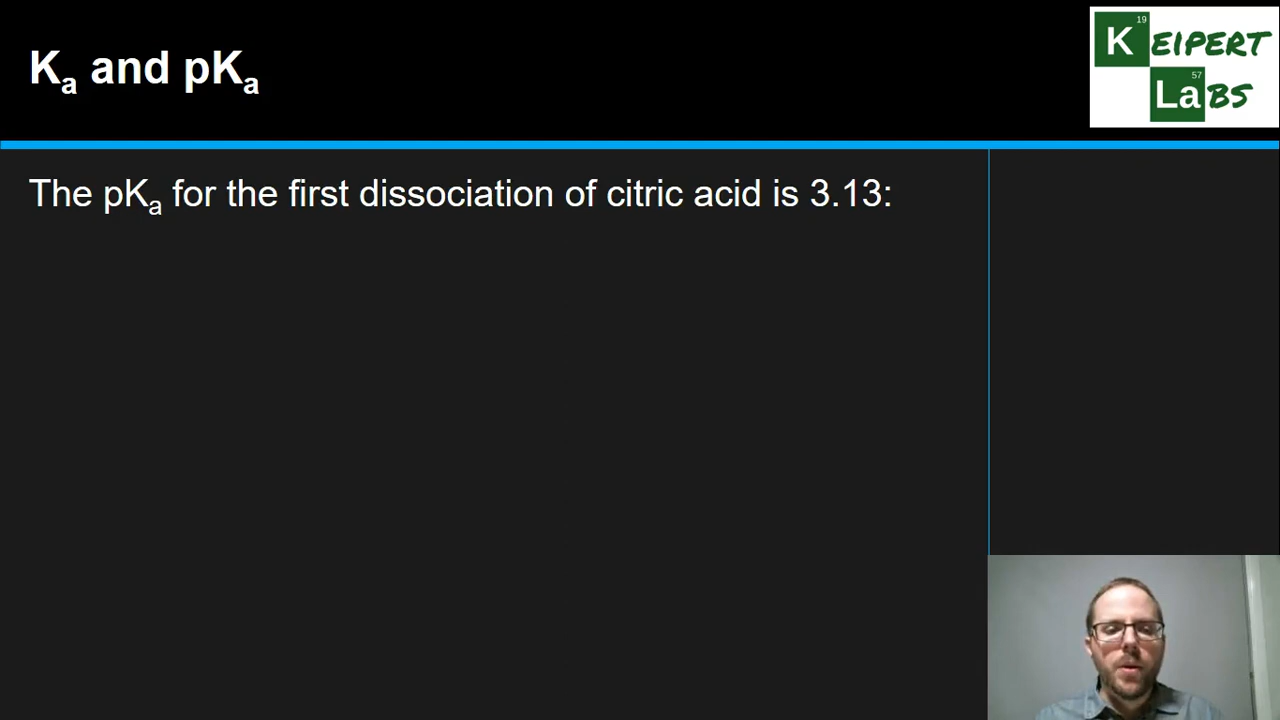 Kₐ and pKₐ
19
KEIPERT
57
LaBS
The pKₐ for the first dissociation of citric acid is 3.13: